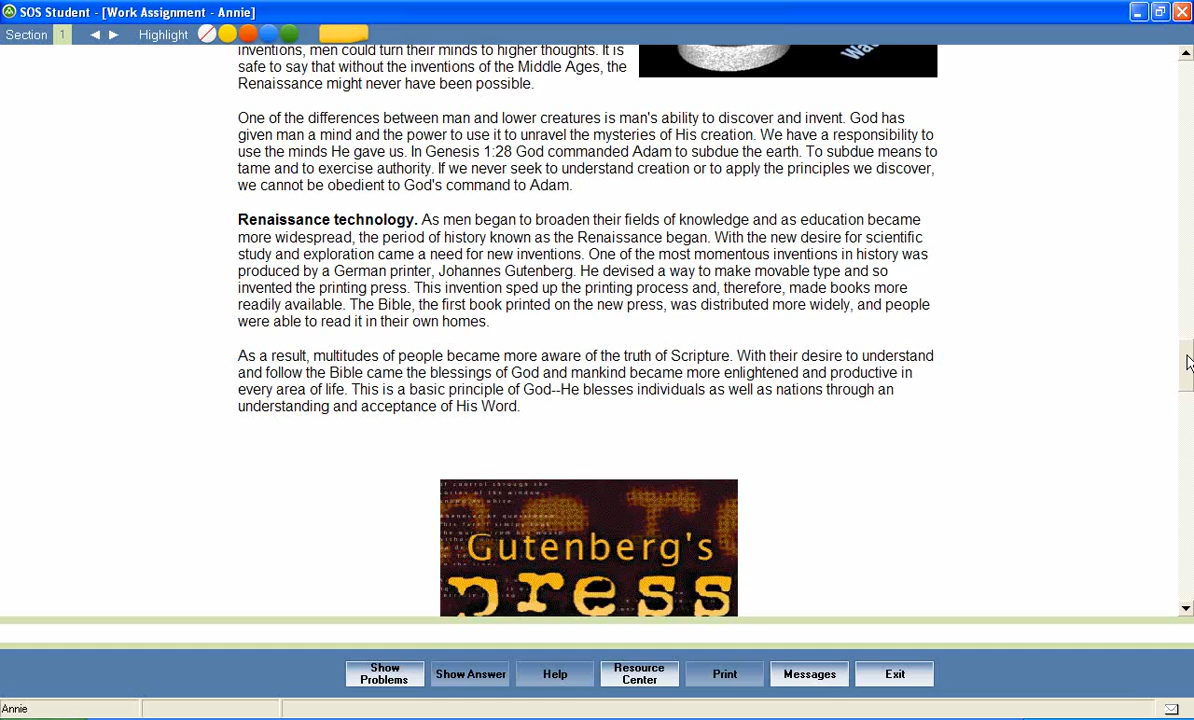 SOS Student - [Work Assignment - Annie]
Section 1 Highlight
inventions, men could turn their minds to higher thoughts. It is
safe to say that without the inventions of the Middle Ages, the
Renaissance might never have been possible.
One of the differences between man and lower creatures is man's ability to discover and invent. God has
given man a mind and the power to use it to unravel the mysteries of His creation. We have a responsibility to
use the minds He gave us. In Genesis 1:28 God commanded Adam to subdue the earth. To subdue means to
tame and to exercise authority. If we never seek to understand creation or to apply the principles we discover,
we cannot be obedient to God's command to Adam.
Renaissance technology. As men began to broaden their fields of knowledge and as education became
more widespread, the period of history known as the Renaissance began. With the new desire for scientific
study and exploration came a need for new inventions. One of the most momentous inventions in history was
produced by a German printer, Johannes Gutenberg. He devised a way to make movable type and so
invented the printing press. This invention sped up the printing process and, therefore, made books more
readily available. The Bible, the first book printed on the new press, was distributed more widely, and people
were able to read it in their own homes.
As a result, multitudes of people became more aware of the truth of Scripture. With their desire to understand
and follow the Bible came the blessings of God and mankind became more enlightened and productive in
every area of life. This is a basic principle of God--He blesses individuals as well as nations through an
understanding and acceptance of His Word.
Gutenberg's
press
Show Problems
Show Answer
Help
Resource Center
Print
Messages
Exit
Annie